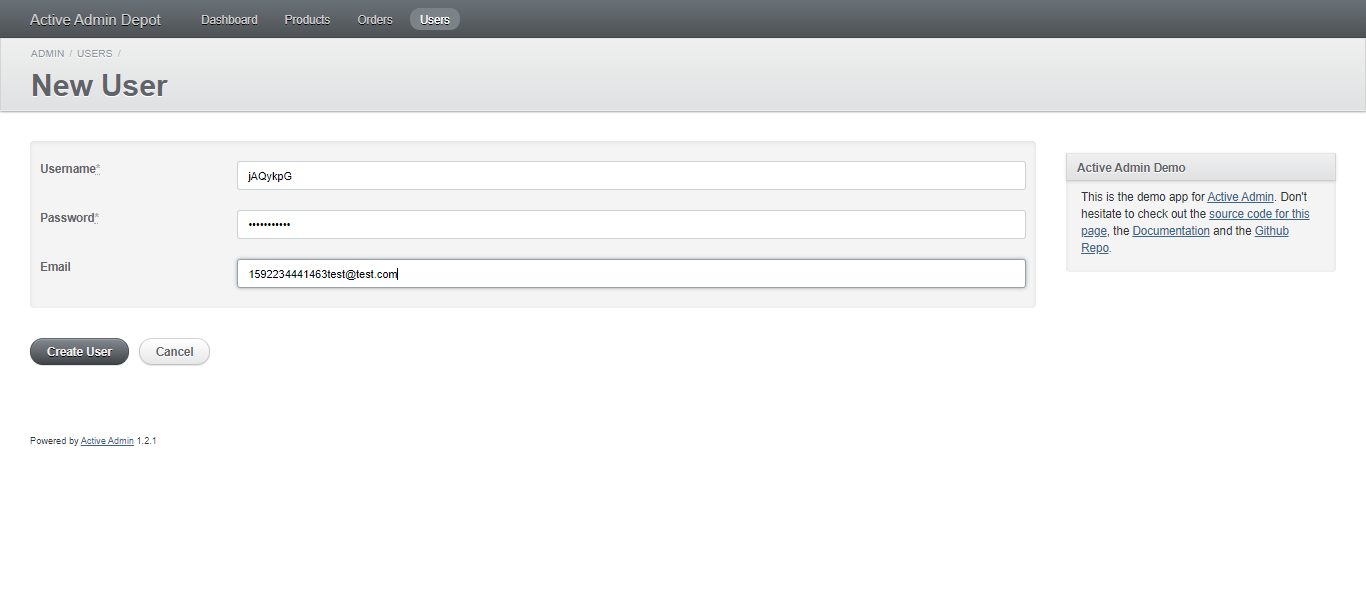 Active Admin Depot Dashboard Products Orders Users
ADMIN / USERS /
New User
Username*
jAQykpG
Password*
•••••••••••
Email
1592234441463test@test.com
Create User Cancel
Active Admin Demo
This is the demo app for Active Admin. Don't
hesitate to check out the source code for this
page, the Documentation and the Github
Repo.
Powered by Active Admin 1.2.1